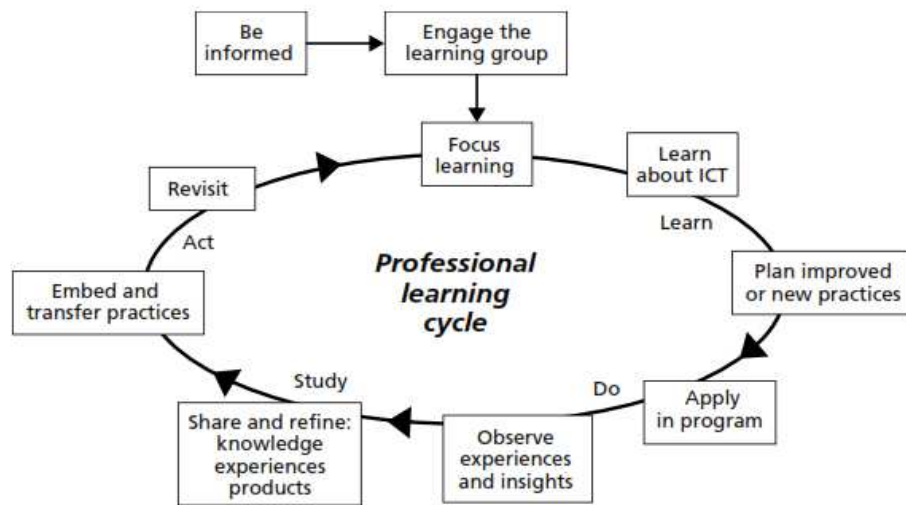 Be
informed
Engage the
learning group
Focus
learning
Learn
about ICT
Learn
Plan improved
or new practices
Apply
in program
Do
Observe
experiences
and insights
Share and refine:
knowledge
experiences
products
Study
Embed and
transfer practices
Act
Revisit
Professional
learning
cycle